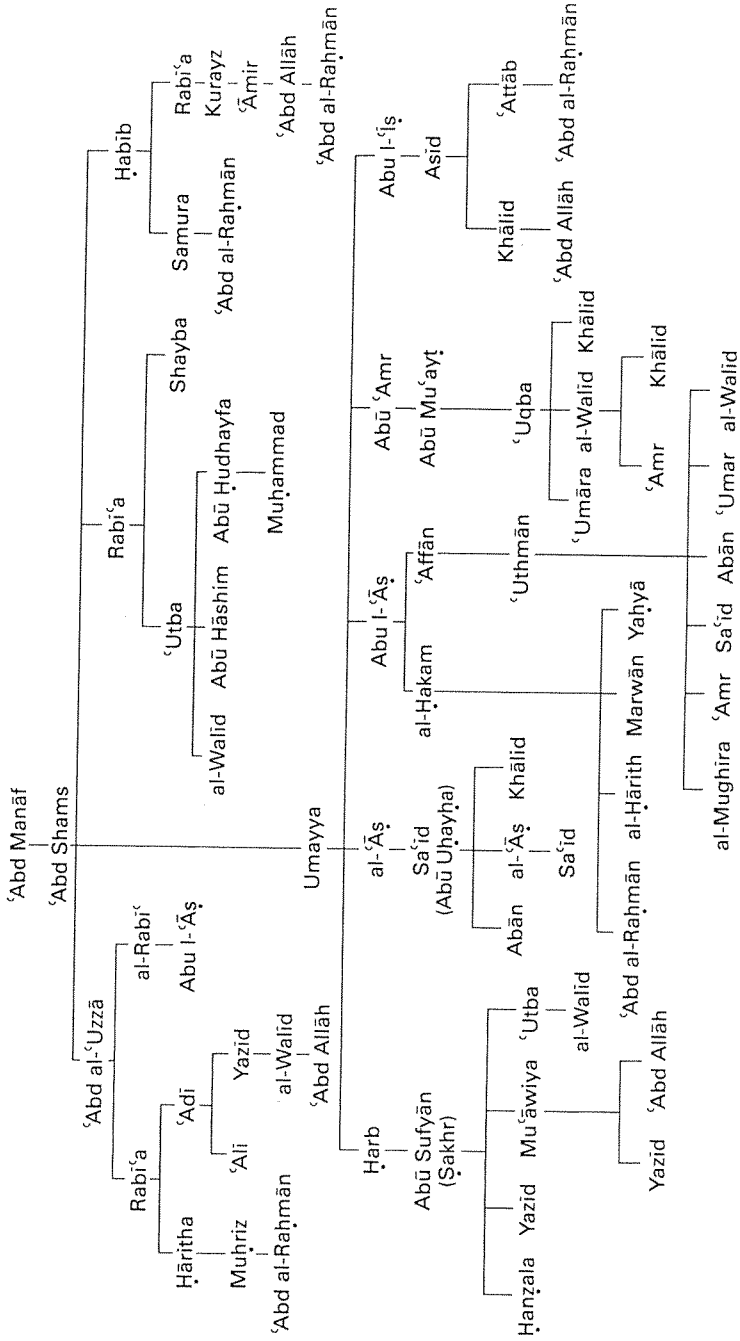 ʿAbd Manāf
ʿAbd Shams
ʿAbd al-ʿUzzā Rabīʿa Ḥabīb
Rabīʿa al-Rabīʿ ʿUtba Shayba Samura Rabīʿa
Abu l-ʿĀṣ ʿAbd al-Raḥmān Kurayz
Ḥāritha ʿAdī al-Walīd Abū Hāshim Abū Ḥudhayfa ʿĀmir
Muḥriz ʿAlī Yazīd Muḥammad ʿAbd Allāh
ʿAbd al-Raḥmān al-Walīd ʿAbd al-Raḥmān
ʿAbd Allāh
Umayya
Ḥarb al-ʿĀṣ Abu l-ʿĀṣ Abū ʿAmr Abu l-ʿĪṣ
Abū Sufyān Saʿīd al-Ḥakam ʿAffān Abū Muʿayṭ Asīd
(Ṣakhr) (Abū Uḥayḥa)
Ḥanẓala Yazīd Muʿāwiya ʿUtba Abān al-ʿĀṣ Khālid ʿUthmān ʿUqba Khālid ʿAttāb
al-Walīd Saʿīd ʿUmāra al-Walīd Khālid ʿAbd Allāh ʿAbd al-Raḥmān
Yazīd ʿAbd Allāh ʿAbd al-Raḥmān al-Ḥārith Marwān Yaḥyā ʿAmr Khālid
al-Mughīra ʿAmr Saʿīd Abān ʿUmar al-Walīd